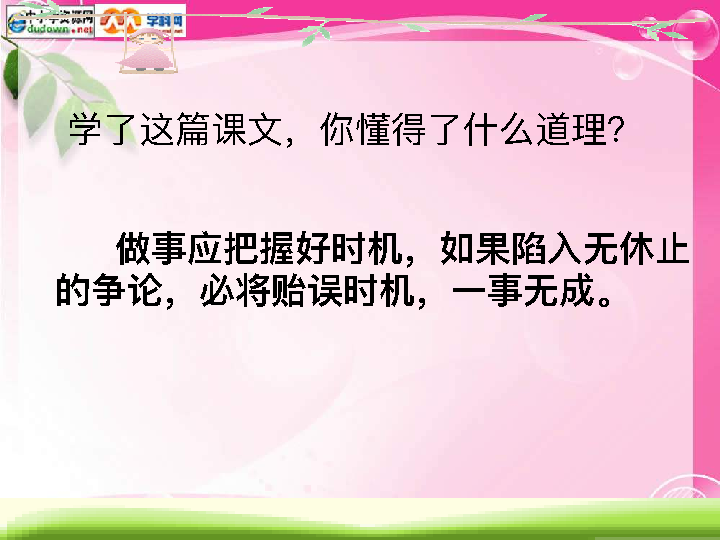 中小学资源网 学科网
dudown.net
学了这篇课文，你懂得了什么道理？
做事应把握好时机，如果陷入无休止
的争论，必将贻误时机，一事无成。